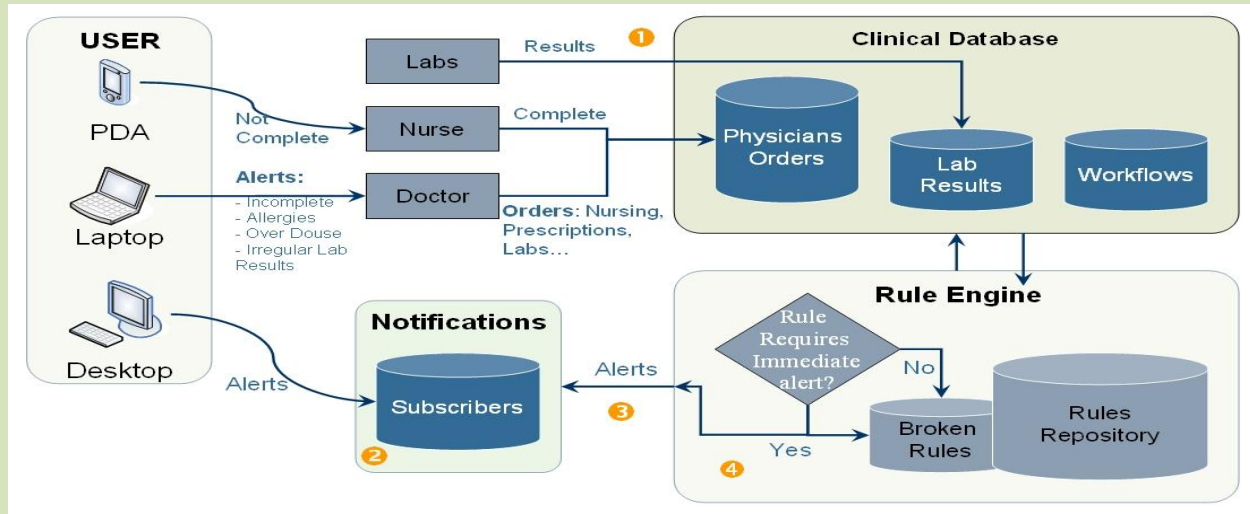 USER
PDA
Laptop
Desktop
Not
Complete
Alerts:
- Incomplete
- Allergies
- Over Douse
- Irregular Lab
Results
Alerts
Labs
Nurse
Doctor
Results
1
Complete
Orders: Nursing,
Prescriptions,
Labs...
Clinical Database
Physicians
Orders
Lab
Results
Workflows
Notifications
Subscribers
2
Alerts
3
Rule Engine
Rule
Requires
Immediate
alert?
No
Yes
4
Broken
Rules
Rules
Repository